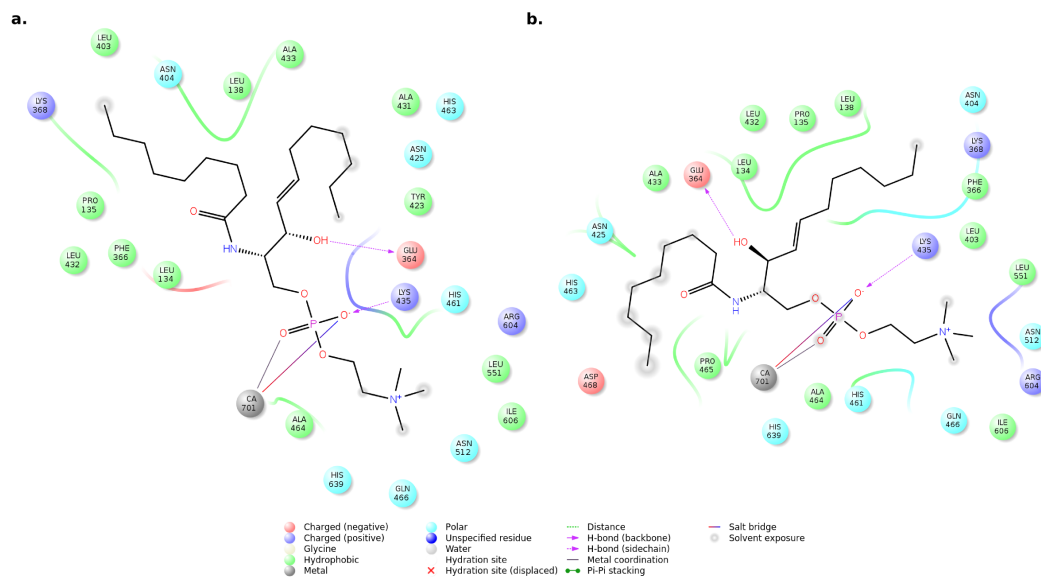 a.
LEU
403
ALA
433
ASN
404
LEU
138
LYS
368
ALA
431
HIS
463
ASN
425
TYR
423
PRO
135
O
HN
OH
LEU
432
PHE
366
LEU
134
GLU
364
O
LYS
435
HIS
461
O
P
O-
O
ARG
604
LEU
551
CA
701
N+
ALA
464
ILE
606
ASN
512
HIS
639
GLN
466
b.
ASN
404
LEU
432
PRO
135
LEU
138
LYS
368
ALA
433
GLU
364
LEU
134
PHE
366
ASN
425
HO
LEU
403
LYS
435
HIS
463
O
N
H
O
O-
P
O
O
N+
LEU
551
ASN
512
PRO
465
ASP
468
CA
701
ALA
464
HIS
461
ARG
604
HIS
639
GLN
466
ILE
606
Charged (negative)
Charged (positive)
Glycine
Hydrophobic
Metal
Polar
Unspecified residue
Water
Hydration site
Hydration site (displaced)
Distance
H-bond (backbone)
H-bond (sidechain)
Metal coordination
Pi-Pi stacking
Salt bridge
Solvent exposure